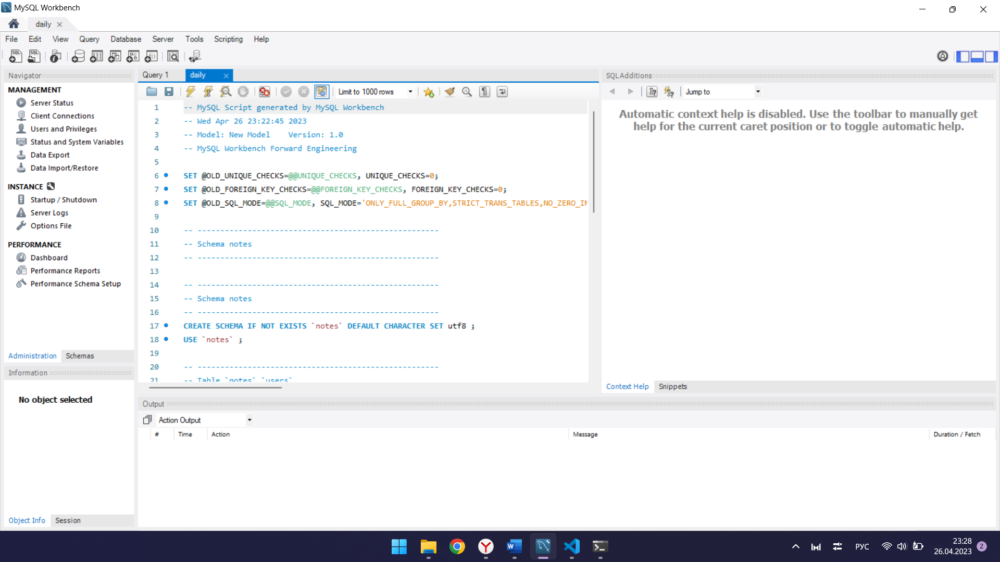 MySQL Workbench
daily
File Edit View Query Database Server Tools Scripting Help
Navigator
MANAGEMENT
Server Status
Client Connections
Users and Privileges
Status and System Variables
Data Export
Data Import/Restore
INSTANCE
Startup / Shutdown
Server Logs
Options File
PERFORMANCE
Dashboard
Performance Reports
Performance Schema Setup
Administration Schemas
Information
No object selected
Object Info Session
Query 1 daily
Limit to 1000 rows
1 -- MySQL Script generated by MySQL Workbench
2 -- Wed Apr 26 23:22:45 2023
3 -- Model: New Model    Version: 1.0
4 -- MySQL Workbench Forward Engineering
5
6 SET @OLD_UNIQUE_CHECKS=@@UNIQUE_CHECKS, UNIQUE_CHECKS=0;
7 SET @OLD_FOREIGN_KEY_CHECKS=@@FOREIGN_KEY_CHECKS, FOREIGN_KEY_CHECKS=0;
8 SET @OLD_SQL_MODE=@@SQL_MODE, SQL_MODE='ONLY_FULL_GROUP_BY,STRICT_TRANS_TABLES,NO_ZERO_IN
9
10 -- -----------------------------------------------------
11 -- Schema notes
12 -- -----------------------------------------------------
13
14 -- -----------------------------------------------------
15 -- Schema notes
16 -- -----------------------------------------------------
17 CREATE SCHEMA IF NOT EXISTS `notes` DEFAULT CHARACTER SET utf8 ;
18 USE `notes` ;
19
20 -- -----------------------------------------------------
21 -- Table `notes`.`users`
SQLAdditions
Jump to
Automatic context help is disabled. Use the toolbar to manually get
help for the current caret position or to toggle automatic help.
Context Help Snippets
Output
Action Output
# Time Action Message Duration / Fetch
РУС
23:28
26.04.2023
2